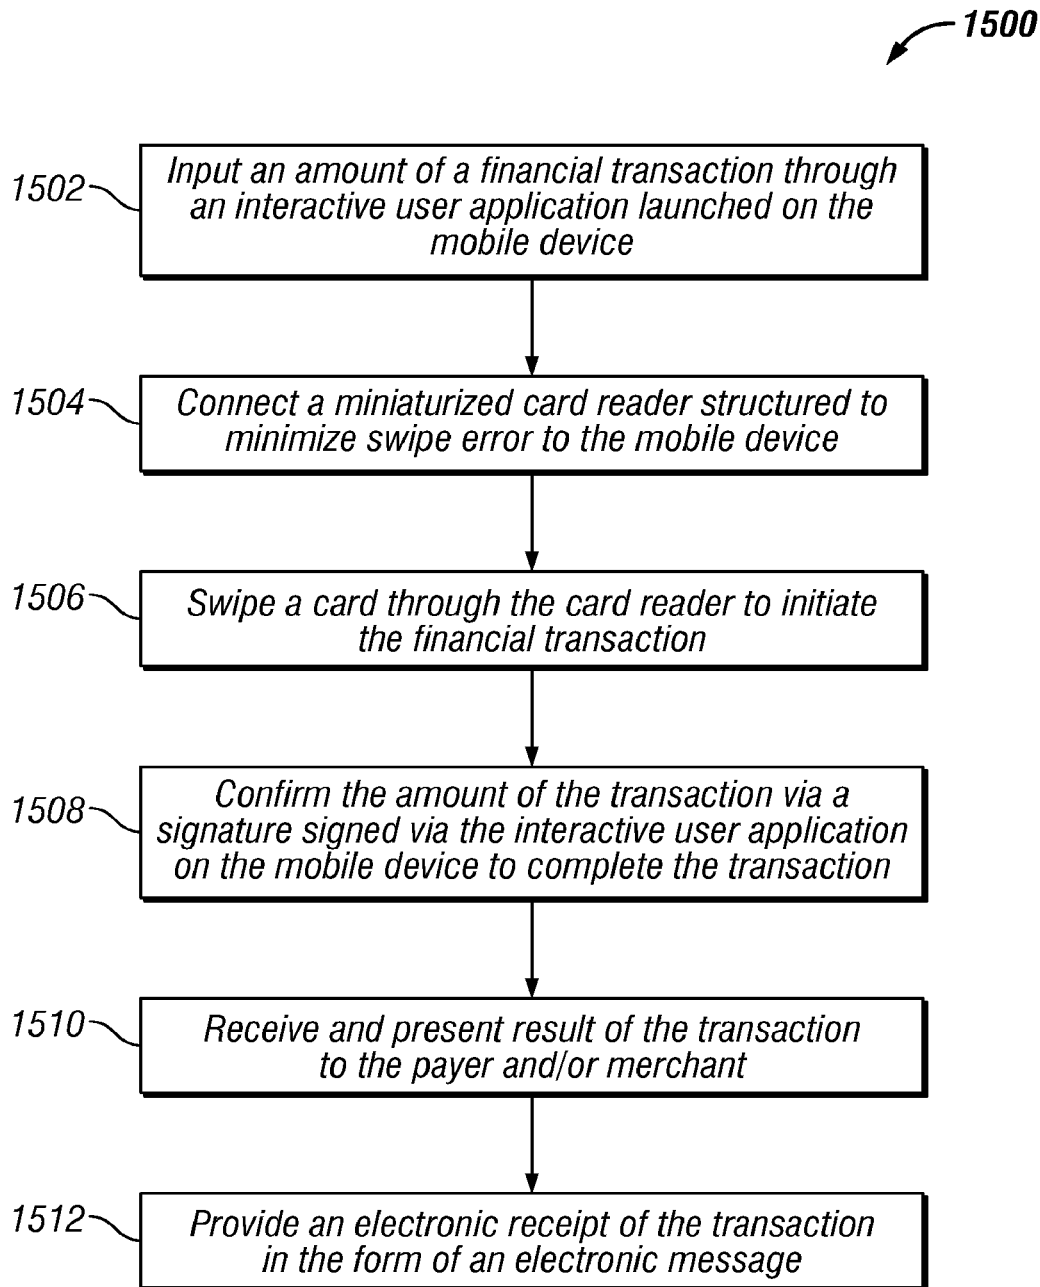 1500
1502
Input an amount of a financial transaction through
an interactive user application launched on the
mobile device
1504
Connect a miniaturized card reader structured to
minimize swipe error to the mobile device
1506
Swipe a card through the card reader to initiate
the financial transaction
1508
Confirm the amount of the transaction via a
signature signed via the interactive user application
on the mobile device to complete the transaction
1510
Receive and present result of the transaction
to the payer and/or merchant
1512
Provide an electronic receipt of the transaction
in the form of an electronic message